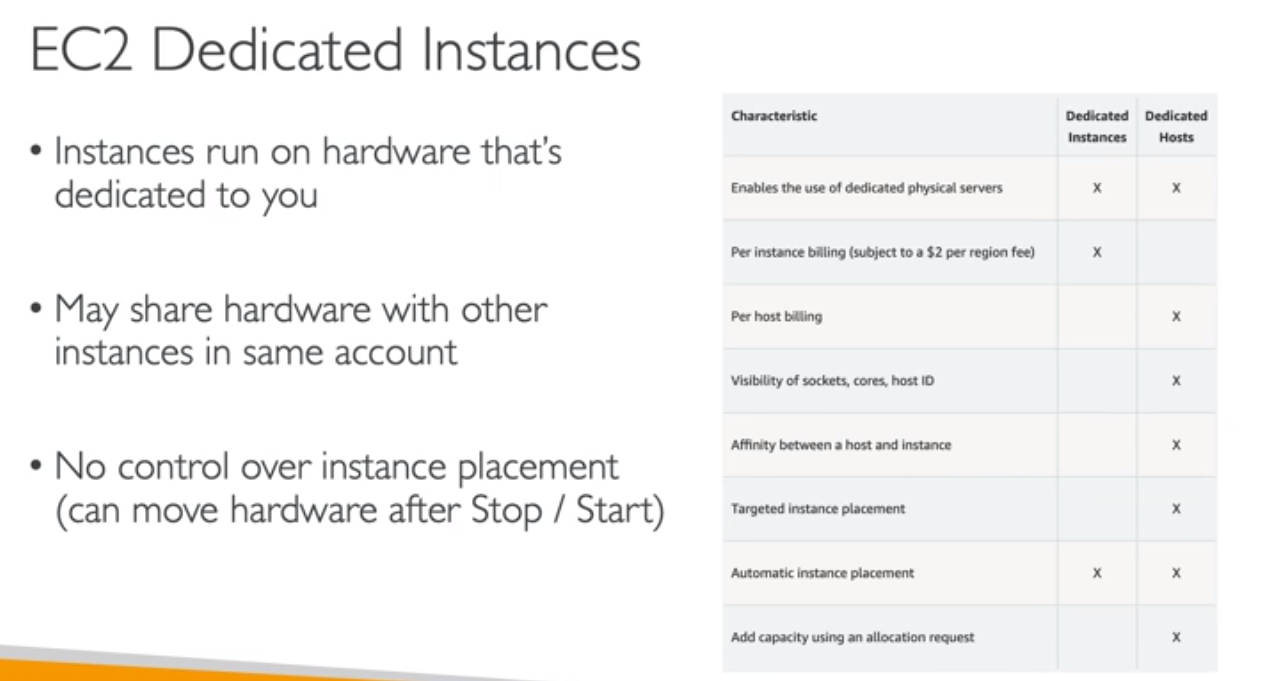 EC2 Dedicated Instances
• Instances run on hardware that's
dedicated to you
• May share hardware with other
instances in same account
• No control over instance placement
(can move hardware after Stop / Start)
Characteristic Dedicated Instances Dedicated Hosts
Enables the use of dedicated physical servers X X
Per instance billing (subject to a $2 per region fee) X
Per host billing X
Visibility of sockets, cores, host ID X
Affinity between a host and instance X
Targeted instance placement X
Automatic instance placement X X
Add capacity using an allocation request X